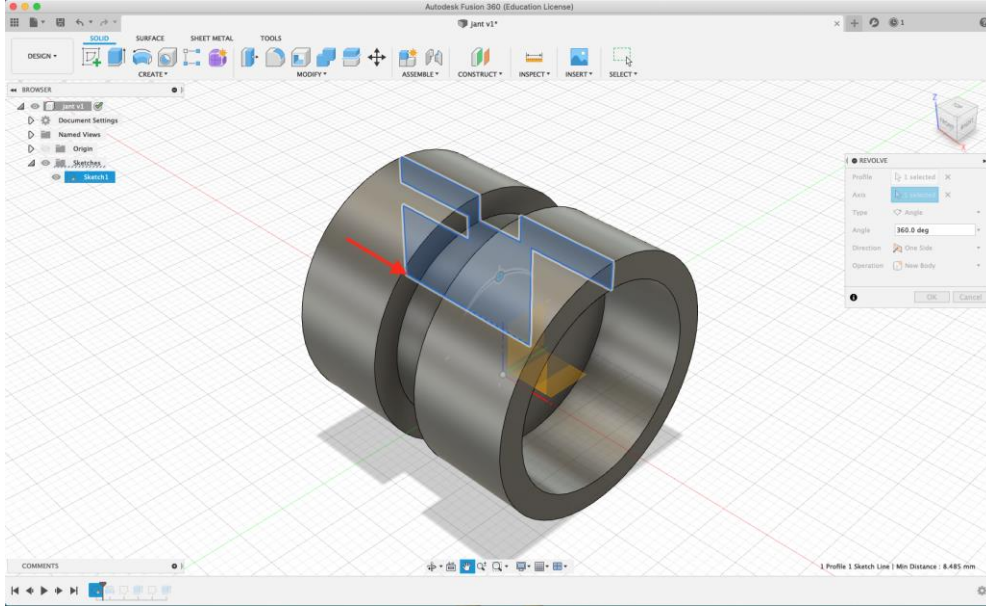 Autodesk Fusion 360 (Education License)
jant v1*
1
SOLID SURFACE SHEET METAL TOOLS
DESIGN
CREATE MODIFY ASSEMBLE CONSTRUCT INSPECT INSERT SELECT
BROWSER
jant v1
Document Settings
Named Views
Origin
Sketches
Sketch1
Z
FRONT
X
REVOLVE
Profile 1 selected
Axis 1 selected
Type Angle
Angle 360.0 deg
Direction One Side
Operation New Body
OK Cancel
COMMENTS
1 Profile 1 Sketch Line | Min Distance : 8.485 mm